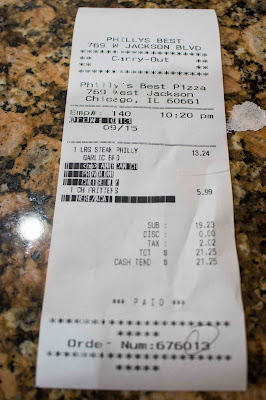 PHILLYS BEST
769 W JACKSON BLVD
********************
** Carry-Out **
********************
Philly's Best Pizza
769 West Jackson
Chicago, IL 60661
Emp#: 140 10:20 pm
09/15
1 LRG STEAK PHILLY 13.24
GARLIC BFD
1 CH FRITTERS 5.99
SUB : 19.23
DISC : 0.00
TAX : 2.02
TOT $ 21.25
CASH TEND $ 21.25
*** PAID ***
********************
Order Num:676013
********************
*****
*****